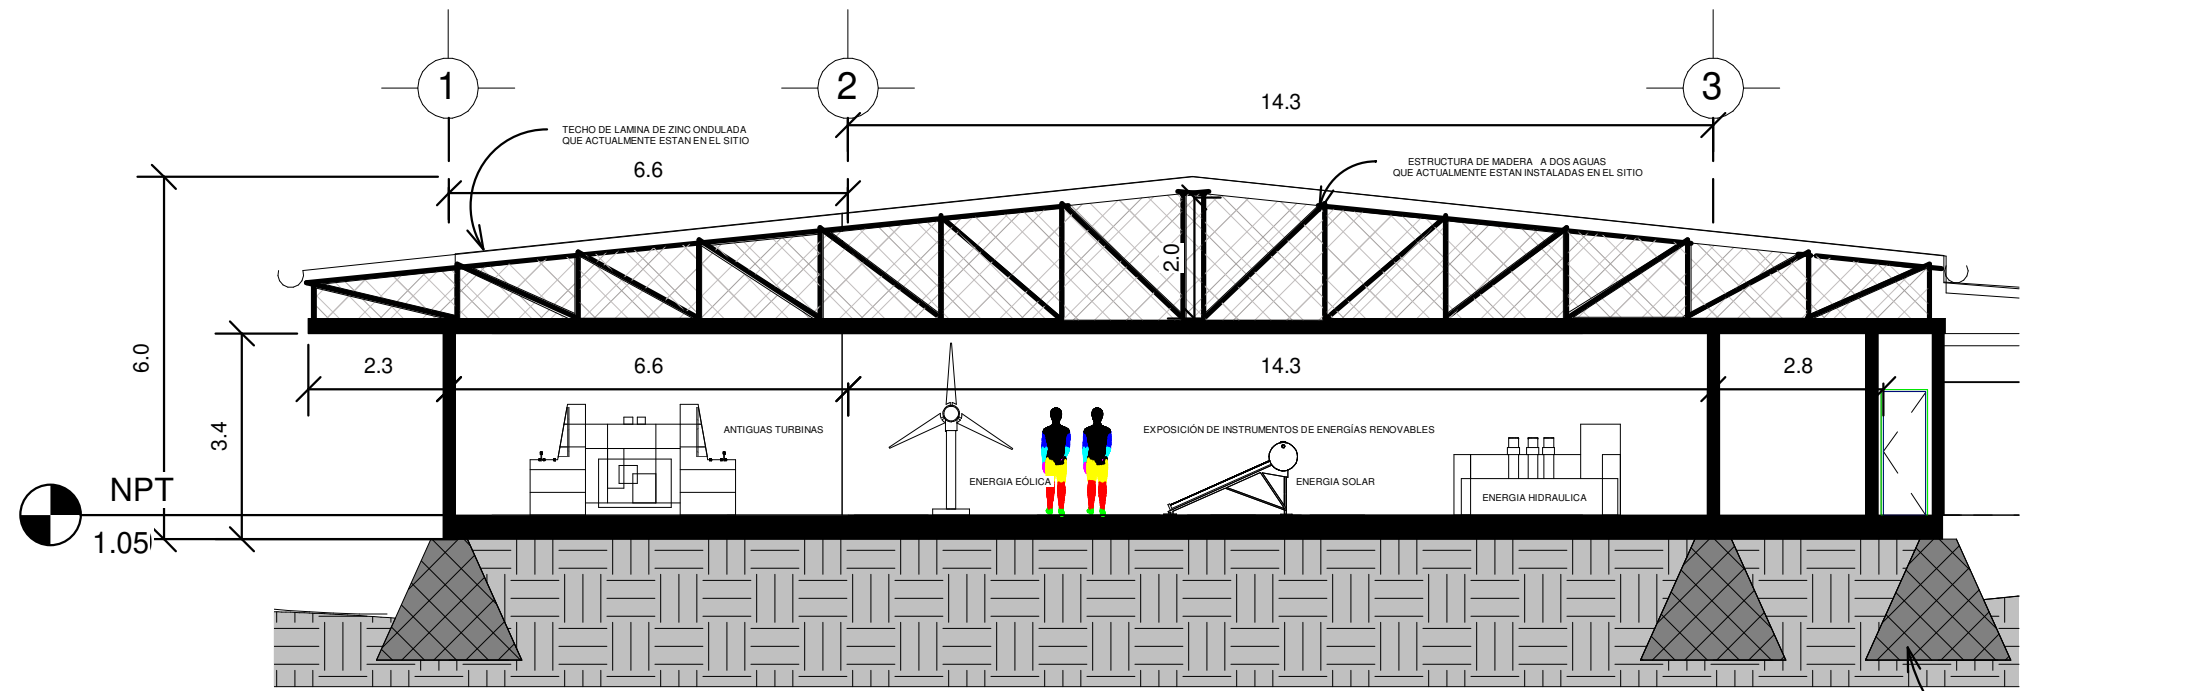 1
2
3
14.3
TECHO DE LAMINA DE ZINC ONDULADA
QUE ACTUALMENTE ESTAN EN EL SITIO
6.6
ESTRUCTURA DE MADERA A DOS AGUAS
QUE ACTUALMENTE ESTAN INSTALADAS EN EL SITIO
2.0
6.0
3.4
2.3
6.6
14.3
2.8
ANTIGUAS TURBINAS
EXPOSICIÓN DE INSTRUMENTOS DE ENERGÍAS RENOVABLES
ENERGIA EÓLICA
ENERGIA SOLAR
ENERGIA HIDRAULICA
NPT
1.05